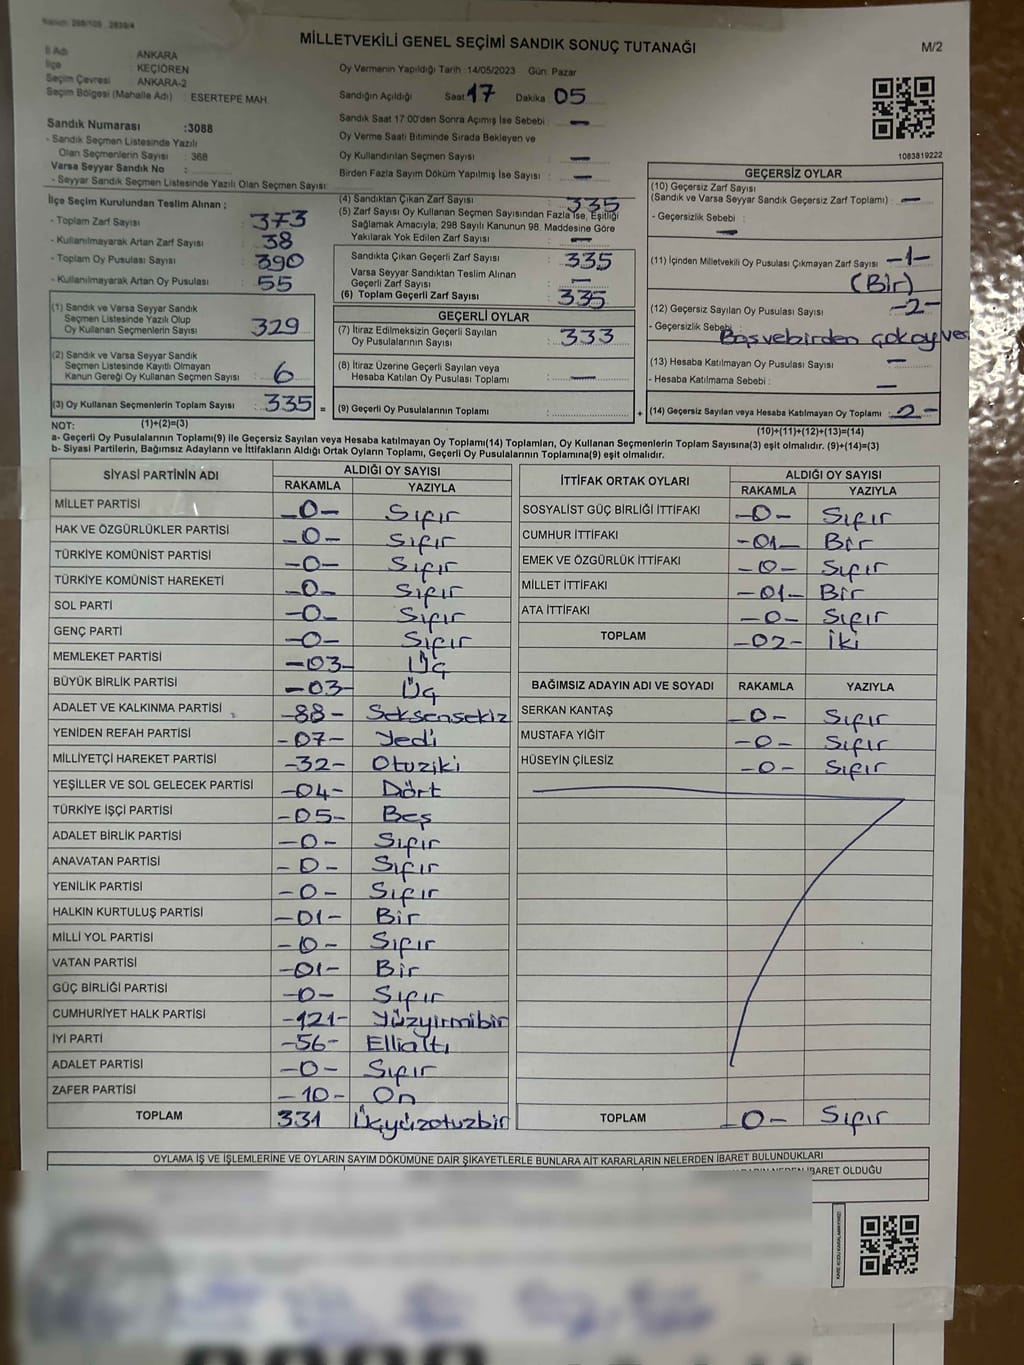 MİLLETVEKİLİ GENEL SEÇİMİ SANDIK SONUÇ TUTANAĞI
M/2
İl Adı : ANKARA
İlçe : KEÇİÖREN
Seçim Çevresi : ANKARA-2
Seçim Bölgesi (Mahalle Adı) : ESERTEPE MAH.
Oy Vermenin Yapıldığı Tarih :14/05/2023 Gün: Pazar
Sandığın Açıldığı Saat 17 Dakika 05
Sandık Saat 17:00'den Sonra Açılmış İse Sebebi : -
Oy Verme Saati Bitiminde Sırada Bekleyen ve
Oy Kullandırılan Seçmen Sayısı : -
Birden Fazla Sayım Döküm Yapılmış İse Sayısı : -
1083819222
Sandık Numarası :3088
- Sandık Seçmen Listesinde Yazılı
Olan Seçmenlerin Sayısı : 368
Varsa Seyyar Sandık No :
- Seyyar Sandık Seçmen Listesinde Yazılı Olan Seçmen Sayısı:
İlçe Seçim Kurulundan Teslim Alınan ;
- Toplam Zarf Sayısı : 373
- Kullanılmayarak Artan Zarf Sayısı : 38
- Toplam Oy Pusulası Sayısı : 390
- Kullanılmayarak Artan Oy Pusulası : 55
(1) Sandık ve Varsa Seyyar Sandık
Seçmen Listesinde Yazılı Olup
Oy Kullanan Seçmenlerin Sayısı : 329
(2) Sandık ve Varsa Seyyar Sandık
Seçmen Listesinde Kayıtlı Olmayan
Kanun Gereği Oy Kullanan Seçmen Sayısı : 6
(3) Oy Kullanan Seçmenlerin Toplam Sayısı : 335 =
(1)+(2)=(3)
(4) Sandıktan Çıkan Zarf Sayısı : 335
(5) Zarf Sayısı Oy Kullanan Seçmen Sayısından Fazla İse, Eşitliği
Sağlamak Amacıyla, 298 Sayılı Kanunun 98. Maddesine Göre
Yakılarak Yok Edilen Zarf Sayısı : -
Sandıkta Çıkan Geçerli Zarf Sayısı : 335
Varsa Seyyar Sandıktan Teslim Alınan
Geçerli Zarf Sayısı : -
(6) Toplam Geçerli Zarf Sayısı : 335
GEÇERLİ OYLAR
(7) İtiraz Edilmeksizin Geçerli Sayılan
Oy Pusulalarının Sayısı : 333
(8) İtiraz Üzerine Geçerli Sayılan veya
Hesaba Katılan Oy Pusulası Toplamı : -
(9) Geçerli Oy Pusulalarının Toplamı : +
GEÇERSİZ OYLAR
(10) Geçersiz Zarf Sayısı
(Sandık ve Varsa Seyyar Sandık Geçersiz Zarf Toplamı) : -
- Geçersizlik Sebebi : -
(11) İçinden Milletvekili Oy Pusulası Çıkmayan Zarf Sayısı : -1-
(Bir)
(12) Geçersiz Sayılan Oy Pusulası Sayısı : -2-
- Geçersizlik Sebebi : Boş ve birden çok oy
(13) Hesaba Katılmayan Oy Pusulası Sayısı : -
- Hesaba Katılmama Sebebi : -
(14) Geçersiz Sayılan veya Hesaba Katılmayan Oy Toplamı : 2-
(10)+(11)+(12)+(13)=(14)
NOT:
a- Geçerli Oy Pusulalarının Toplamı(9) ile Geçersiz Sayılan veya Hesaba katılmayan Oy Toplamı(14) Toplamları, Oy Kullanan Seçmenlerin Toplam Sayısına(3) eşit olmalıdır. (9)+(14)=(3)
b- Siyasi Partilerin, Bağımsız Adayların ve İttifakların Aldığı Ortak Oyların Toplamı, Geçerli Oy Pusulalarının Toplamına(9) eşit olmalıdır.
SİYASİ PARTİNİN ADI ALDIĞI OY SAYISI
RAKAMLA YAZIYLA
MİLLET PARTİSİ -0- Sıfır
HAK VE ÖZGÜRLÜKLER PARTİSİ -0- Sıfır
TÜRKİYE KOMÜNİST PARTİSİ -0- Sıfır
TÜRKİYE KOMÜNİST HAREKETİ -0- Sıfır
SOL PARTİ -0- Sıfır
GENÇ PARTİ -0- Sıfır
MEMLEKET PARTİSİ -03- Üç
BÜYÜK BİRLİK PARTİSİ -03- Üç
ADALET VE KALKINMA PARTİSİ -88- Seksensekiz
YENİDEN REFAH PARTİSİ -07- Yedi
MİLLİYETÇİ HAREKET PARTİSİ -32- Otuziki
YEŞİLLER VE SOL GELECEK PARTİSİ -04- Dört
TÜRKİYE İŞÇİ PARTİSİ -05- Beş
ADALET BİRLİK PARTİSİ -0- Sıfır
ANAVATAN PARTİSİ -0- Sıfır
YENİLİK PARTİSİ -0- Sıfır
HALKIN KURTULUŞ PARTİSİ -01- Bir
MİLLİ YOL PARTİSİ -0- Sıfır
VATAN PARTİSİ -01- Bir
GÜÇ BİRLİĞİ PARTİSİ -0- Sıfır
CUMHURİYET HALK PARTİSİ -121- Yüzyirmibir
İYİ PARTİ -56- Ellialtı
ADALET PARTİSİ -0- Sıfır
ZAFER PARTİSİ -10- On
TOPLAM 331 Üçyüzotuzbir
İTTİFAK ORTAK OYLARI ALDIĞI OY SAYISI
RAKAMLA YAZIYLA
SOSYALİST GÜÇ BİRLİĞİ İTTİFAKI -0- Sıfır
CUMHUR İTTİFAKI -01- Bir
EMEK VE ÖZGÜRLÜK İTTİFAKI -0- Sıfır
MİLLET İTTİFAKI -01- Bir
ATA İTTİFAKI -0- Sıfır
TOPLAM -02- İki
BAĞIMSIZ ADAYIN ADI VE SOYADI RAKAMLA YAZIYLA
SERKAN KANTAŞ -0- Sıfır
MUSTAFA YİĞİT -0- Sıfır
HÜSEYİN ÇİLESİZ -0- Sıfır
TOPLAM -0- Sıfır
OYLAMA İŞ VE İŞLEMLERİNE VE OYLARIN SAYIM DÖKÜMÜNE DAİR ŞİKAYETLERLE BUNLARA AİT KARARLARIN NELERDEN İBARET BULUNDUKLARI
İBARET OLDUĞU